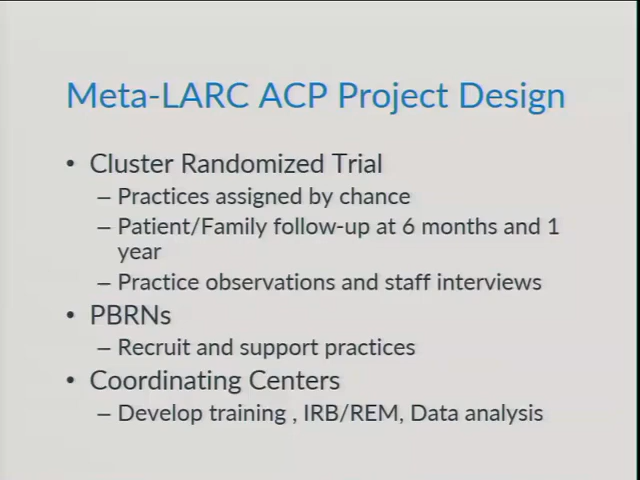 Meta-LARC ACP Project Design
• Cluster Randomized Trial
– Practices assigned by chance
– Patient/Family follow-up at 6 months and 1
year
– Practice observations and staff interviews
• PBRNs
– Recruit and support practices
• Coordinating Centers
– Develop training , IRB/REM, Data analysis